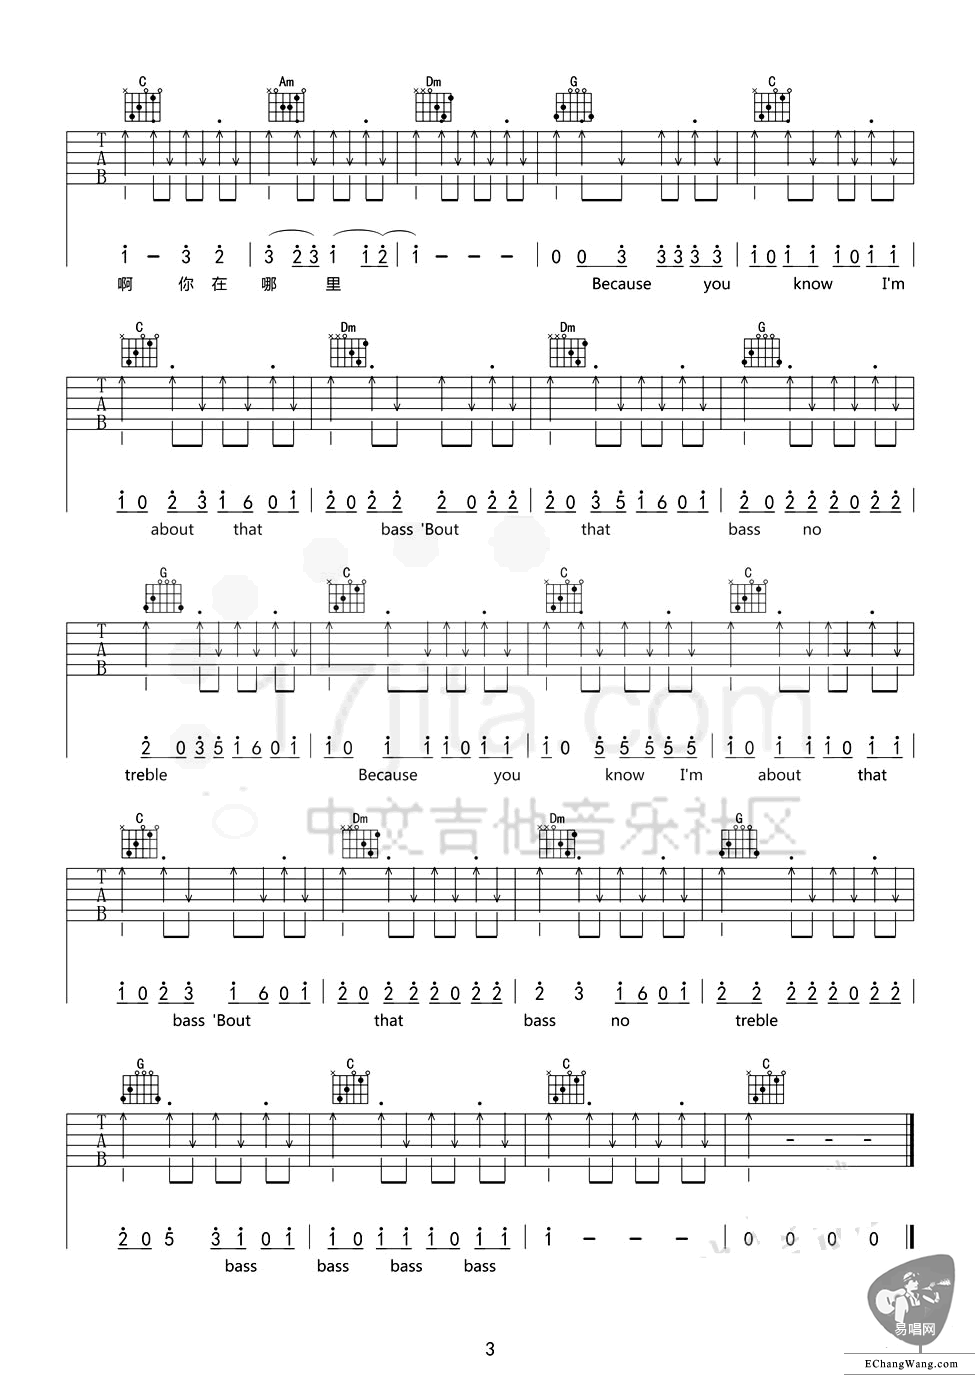 C Am Dm G C
T A B
1 - 3 2 | 3 2 3 1 1 2 | 1 - - - | 0 0 3 3 3 3 3 | 1 0 1 1 1 0 1 1
啊 你 在 哪 里 Because you know I'm
C Dm Dm G
T A B
1 0 2 3 1 6 0 1 | 2 0 2 2 2 0 2 2 | 2 0 3 5 1 6 0 1 | 2 0 2 2 2 0 2 2
about that bass 'Bout that bass no
G C C C
T A B
2 0 3 5 1 6 0 1 | 1 0 1 1 1 0 1 1 | 1 0 5 5 5 5 5 5 | 1 0 1 1 1 0 1 1
treble Because you know I'm about that
17jita.com
中文吉他音乐社区
C Dm Dm G
T A B
1 0 2 3 1 6 0 1 | 2 0 2 2 2 0 2 2 | 2 3 1 6 0 1 | 2 2 2 2 2 0 2 2
bass 'Bout that bass no treble
G C C C
T A B
2 0 5 3 1 0 1 | 1 0 1 1 1 0 1 1 | 1 - - - | 0 0 0 0
bass bass bass bass
易唱网
3
EChangWang.com